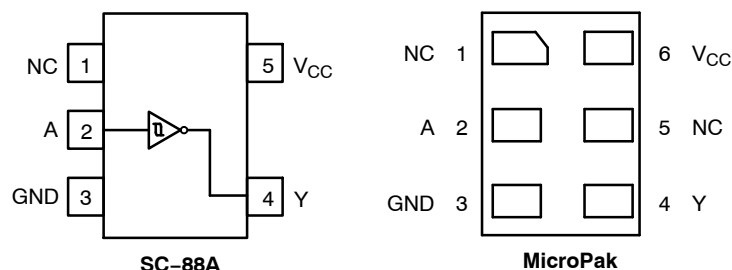 NC 1 5 VCC
A 2
GND 3 4 Y
SC–88A
NC 1 6 VCC
A 2 5 NC
GND 3 4 Y
MicroPak